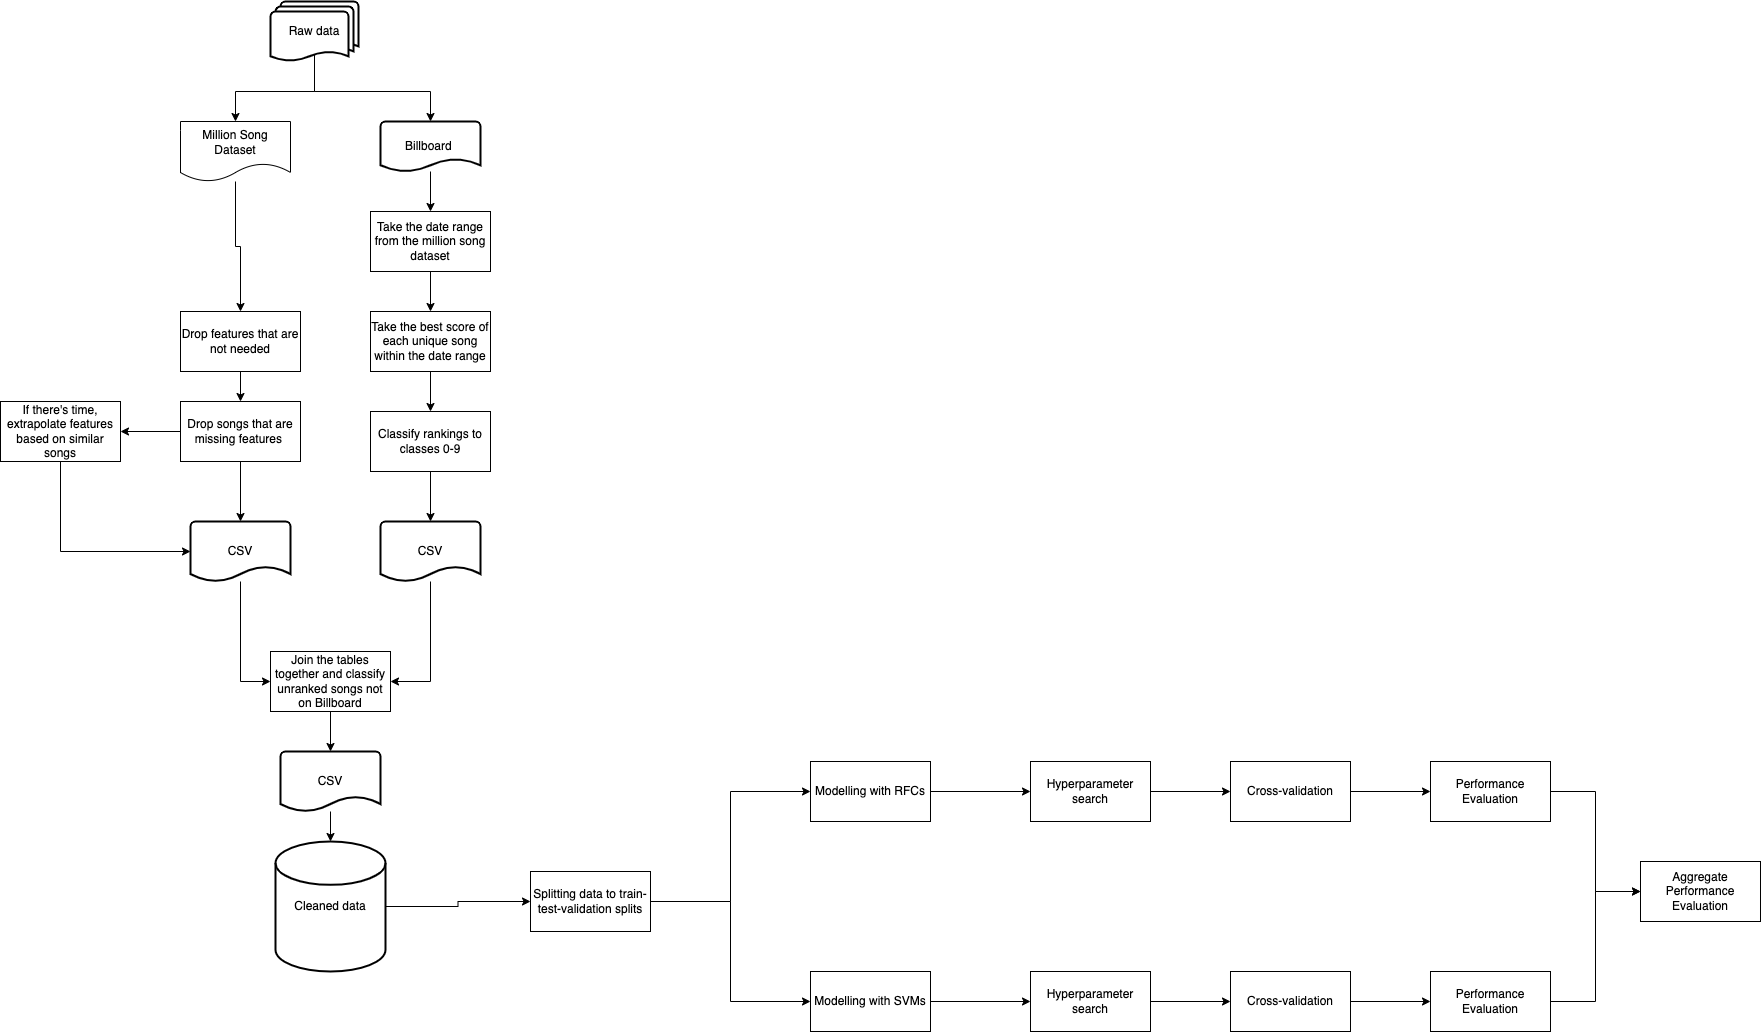 Raw data
Million Song
Dataset
Billboard
Take the date range
from the million song
dataset
Drop features that are
not needed
Take the best score of
each unique song
within the date range
If there's time,
extrapolate features
based on similar
songs
Drop songs that are
missing features
Classify rankings to
classes 0-9
CSV
CSV
Join the tables
together and classify
unranked songs not
on Billboard
CSV
Cleaned data
Splitting data to train-
test-validation splits
Modelling with RFCs
Hyperparameter
search
Cross-validation
Performance
Evaluation
Modelling with SVMs
Hyperparameter
search
Cross-validation
Performance
Evaluation
Aggregate
Performance
Evaluation